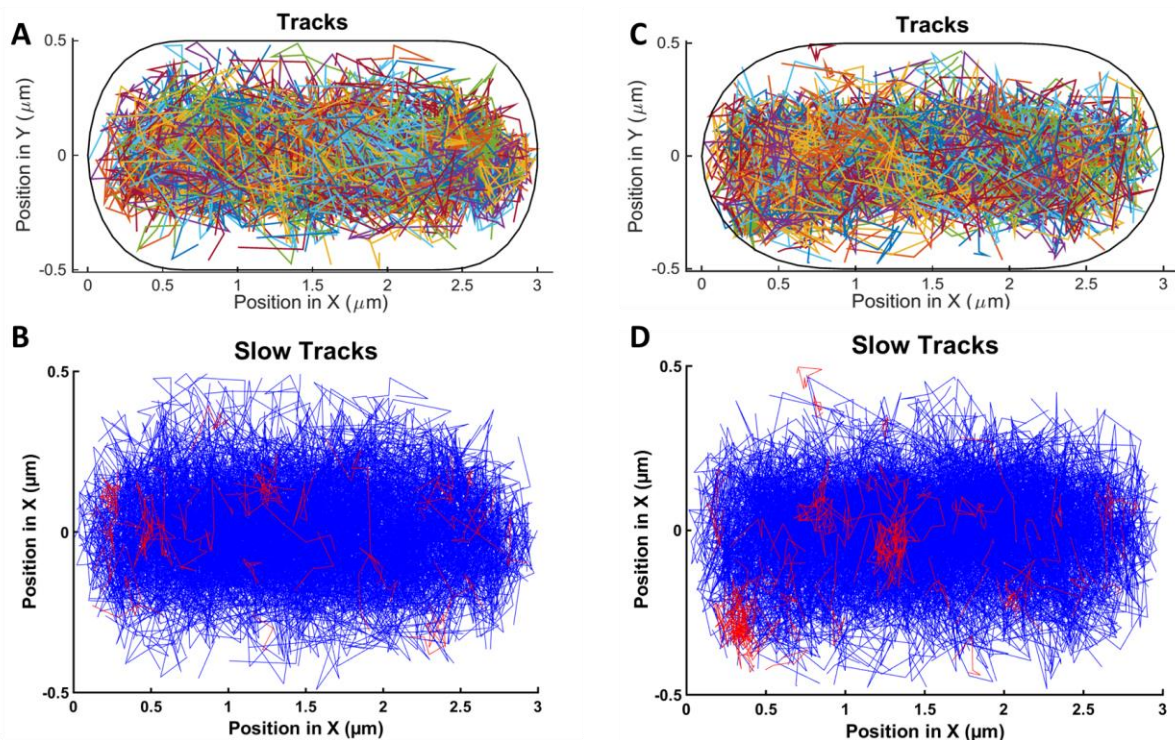 A
Tracks
0.5
0
-0.5
Position in Y (μm)
0 0.5 1 1.5 2 2.5 3
Position in X (μm)
B
Slow Tracks
0.5
0
-0.5
Position in X (μm)
0 0.5 1 1.5 2 2.5 3
Position in X (μm)
C
Tracks
0.5
0
-0.5
Position in Y (μm)
0 0.5 1 1.5 2 2.5 3
Position in X (μm)
D
Slow Tracks
0.5
0
-0.5
Position in X (μm)
0 0.5 1 1.5 2 2.5 3
Position in X (μm)